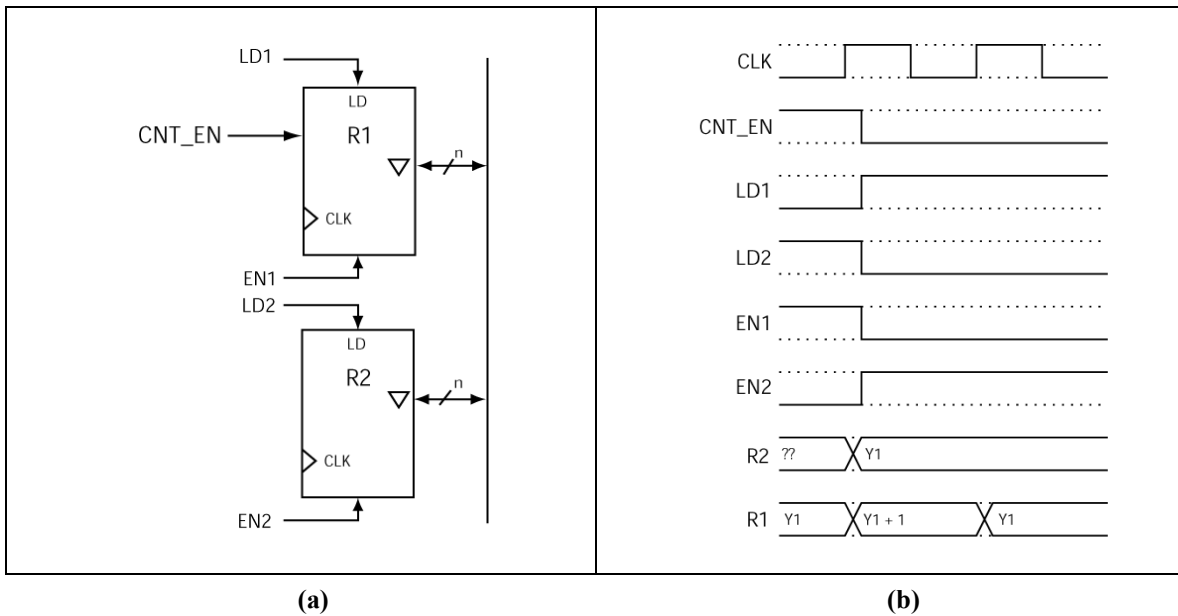 LD1
LD
CNT_EN
R1
n
CLK
EN1
LD2
LD
R2
n
CLK
EN2
(a)
CLK
CNT_EN
LD1
LD2
EN1
EN2
R2 ?? Y1
R1 Y1 Y1 + 1 Y1
(b)